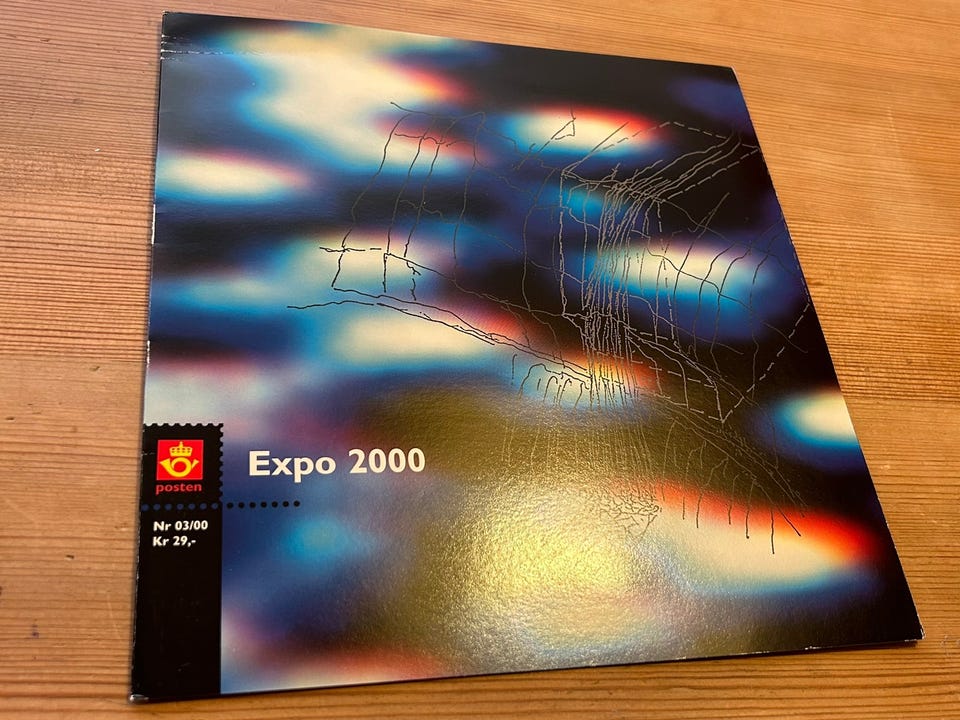 Expo 2000
posten
Nr 03/00
Kr 29,-